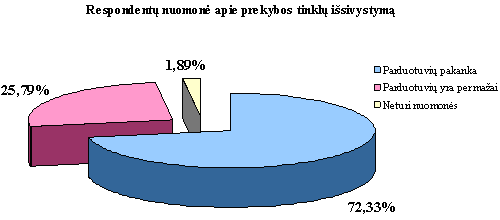 Respondentų nuomonė apie prekybos tinklų išsivystymą
1,89%
25,79%
72,33%
Parduotuvių pakanka
Parduotuvių yra permažai
Neturi nuomonės